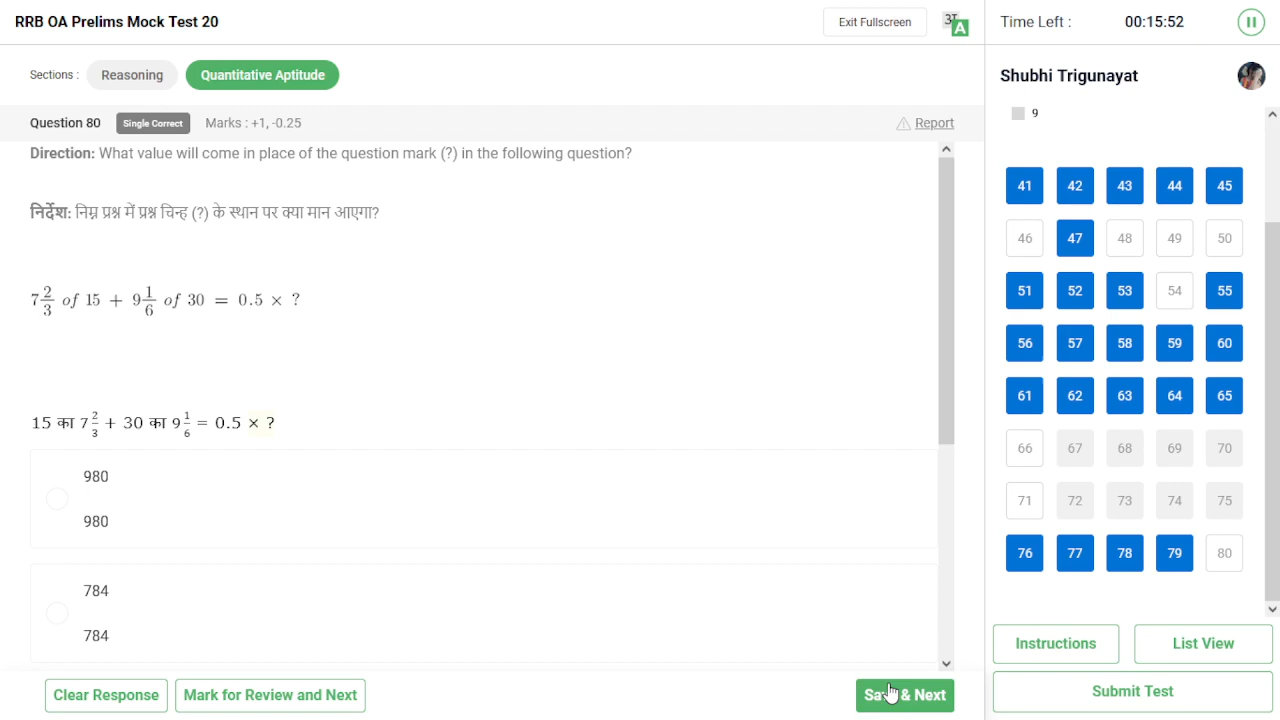 RRB OA Prelims Mock Test 20
Exit Fullscreen
Time Left :
00:15:52
Sections :
Reasoning
Quantitative Aptitude
Shubhi Trigunayat
Question 80
Single Correct
Marks : +1, -0.25
Report
9
Direction: What value will come in place of the question mark (?) in the following question?
निर्देश: निम्न प्रश्न में प्रश्न चिन्ह (?) के स्थान पर क्या मान आएगा?
7 2/3 of 15 + 9 1/6 of 30 = 0.5 × ?
15 का 7 2/3 + 30 का 9 1/6 = 0.5 × ?
980
980
784
784
41 42 43 44 45
46 47 48 49 50
51 52 53 54 55
56 57 58 59 60
61 62 63 64 65
66 67 68 69 70
71 72 73 74 75
76 77 78 79 80
Instructions
List View
Clear Response
Mark for Review and Next
Save & Next
Submit Test